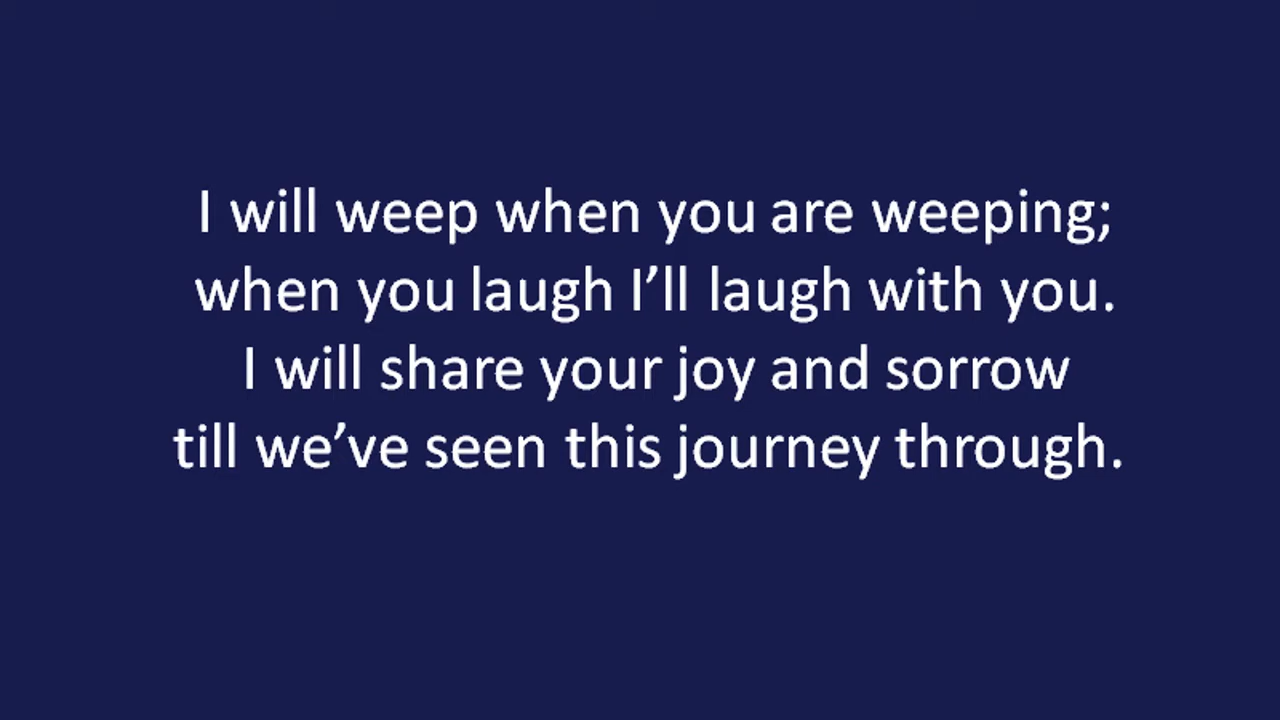 I will weep when you are weeping;
when you laugh I’ll laugh with you.
I will share your joy and sorrow
till we’ve seen this journey through.